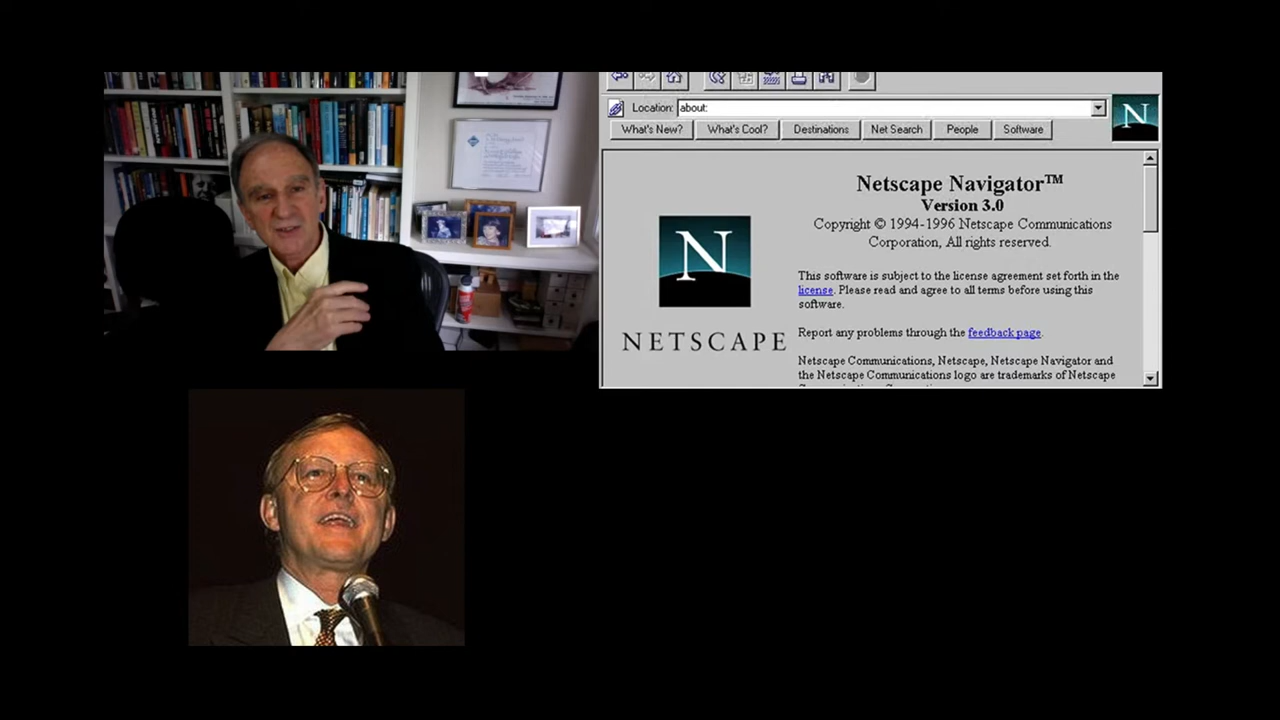 Location: about:
What's New? What's Cool? Destinations Net Search People Software
N
Netscape Navigator™
Version 3.0
Copyright © 1994-1996 Netscape Communications
Corporation, All rights reserved.
N
NETSCAPE
This software is subject to the license agreement set forth in the
license. Please read and agree to all terms before using this
software.
Report any problems through the feedback page.
Netscape Communications, Netscape, Netscape Navigator and
the Netscape Communications logo are trademarks of Netscape